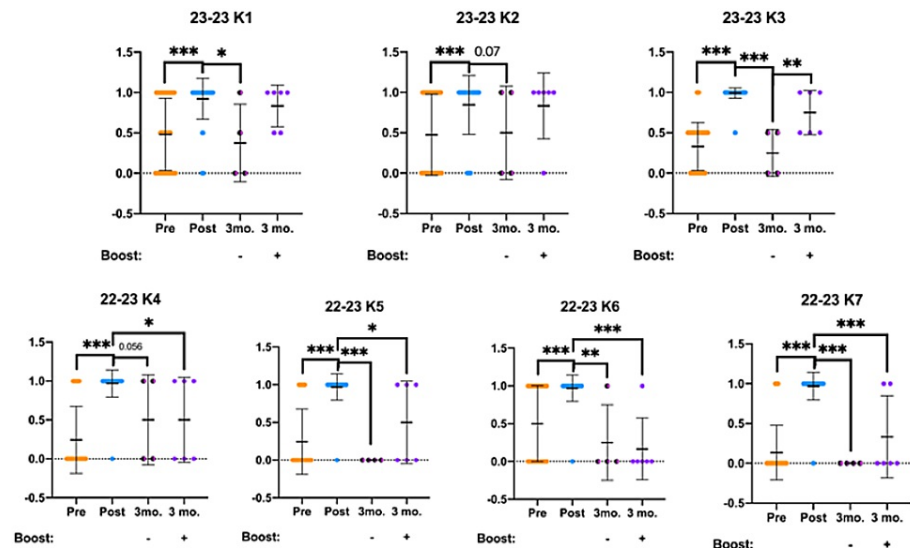 23-23 K1 23-23 K2 23-23 K3
1.5 1.5 1.5
*** * *** 0.07 *** *** **
1.0 1.0 1.0
0.5 0.5 0.5
0.0 0.0 0.0
-0.5 -0.5 -0.5
Pre Post 3mo. 3 mo. Pre Post 3mo. 3 mo. Pre Post 3mo. 3 mo.
Boost: - + Boost: - + Boost: - +
22-23 K4 22-23 K5 22-23 K6 22-23 K7
1.5 1.5 1.5 1.5
* * *** ***
*** 0.056 *** *** *** ** *** ***
1.0 1.0 1.0 1.0
0.5 0.5 0.5 0.5
0.0 0.0 0.0 0.0
-0.5 -0.5 -0.5 -0.5
Pre Post 3mo. 3 mo. Pre Post 3mo. 3 mo. Pre Post 3mo. 3 mo. Pre Post 3mo. 3 mo.
Boost: - + Boost: - + Boost: - + Boost: - +